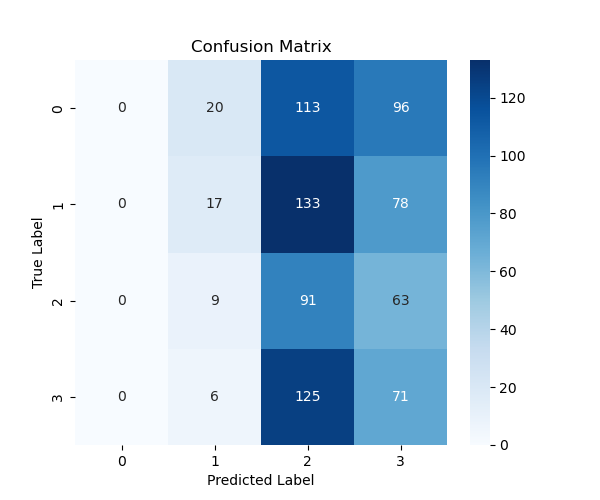 Confusion Matrix
0 0 20 113 96
1 0 17 133 78
2 0 9 91 63
3 0 6 125 71
0 1 2 3
True Label
Predicted Label
120
100
80
60
40
20
0